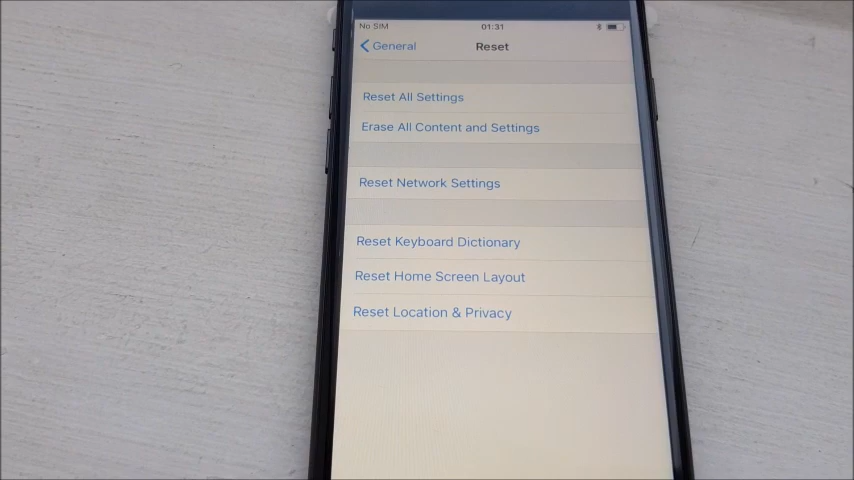 No SIM 01:31
General Reset
Reset All Settings
Erase All Content and Settings
Reset Network Settings
Reset Keyboard Dictionary
Reset Home Screen Layout
Reset Location & Privacy